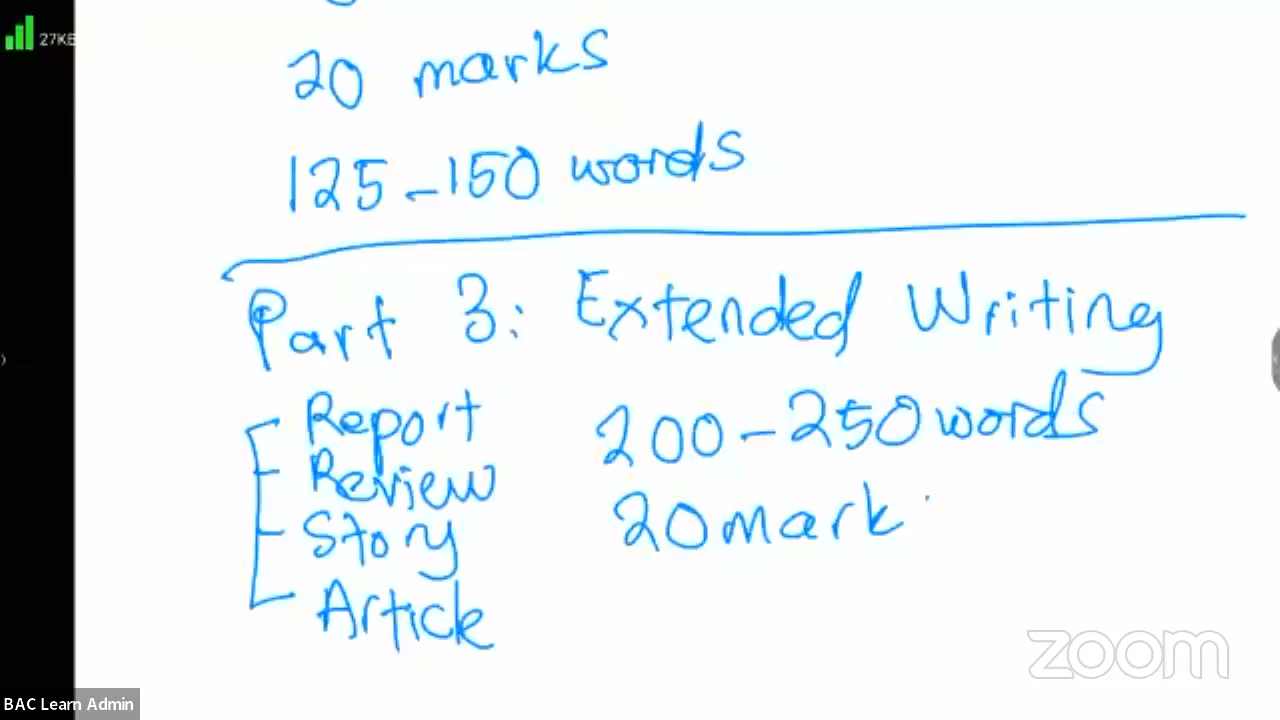 27KB
20 marks
125-150 words
Part 3: Extended Writing
Report 200-250 words
Review
Story 20 mark
Article
zoom
BAC Learn Admin